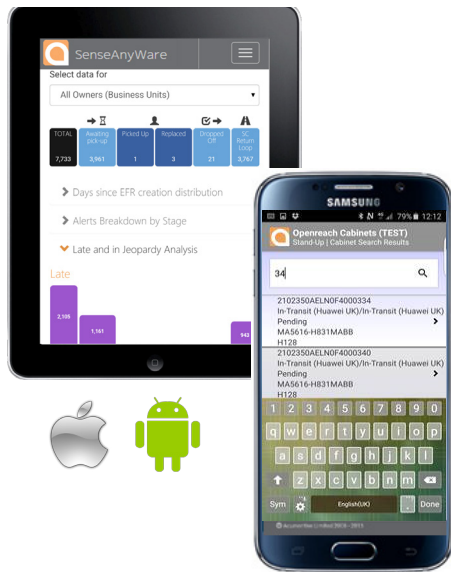 SenseAnyWare
Select data for
All Owners (Business Units)
TOTAL
7,733
Awaiting
pick-up
3,961
Picked Up
1
Replaced
3
Dropped
Off
21
SC
Return
Loop
3,767
Days since EFR creation distribution
Alerts Breakdown by Stage
Late and in Jeopardy Analysis
Late
2,105
1,161
942
SAMSUNG
79% 12:12
Openreach Cabinets (TEST)
Stand-Up | Cabinet Search Results
34
2102350AELN0F4000334
In-Transit (Huawei UK)/In-Transit (Huawei UK)
Pending
MA5616-H831MABB
H128
2102350AELN0F4000340
In-Transit (Huawei UK)/In-Transit (Huawei UK)
Pending
MA5616-H831MABB
H128
1 2 3 4 5 6 7 8 9 0
q w e r t y u i o p
a s d f g h j k l
z x c v b n m
Sym English(UK) . Done